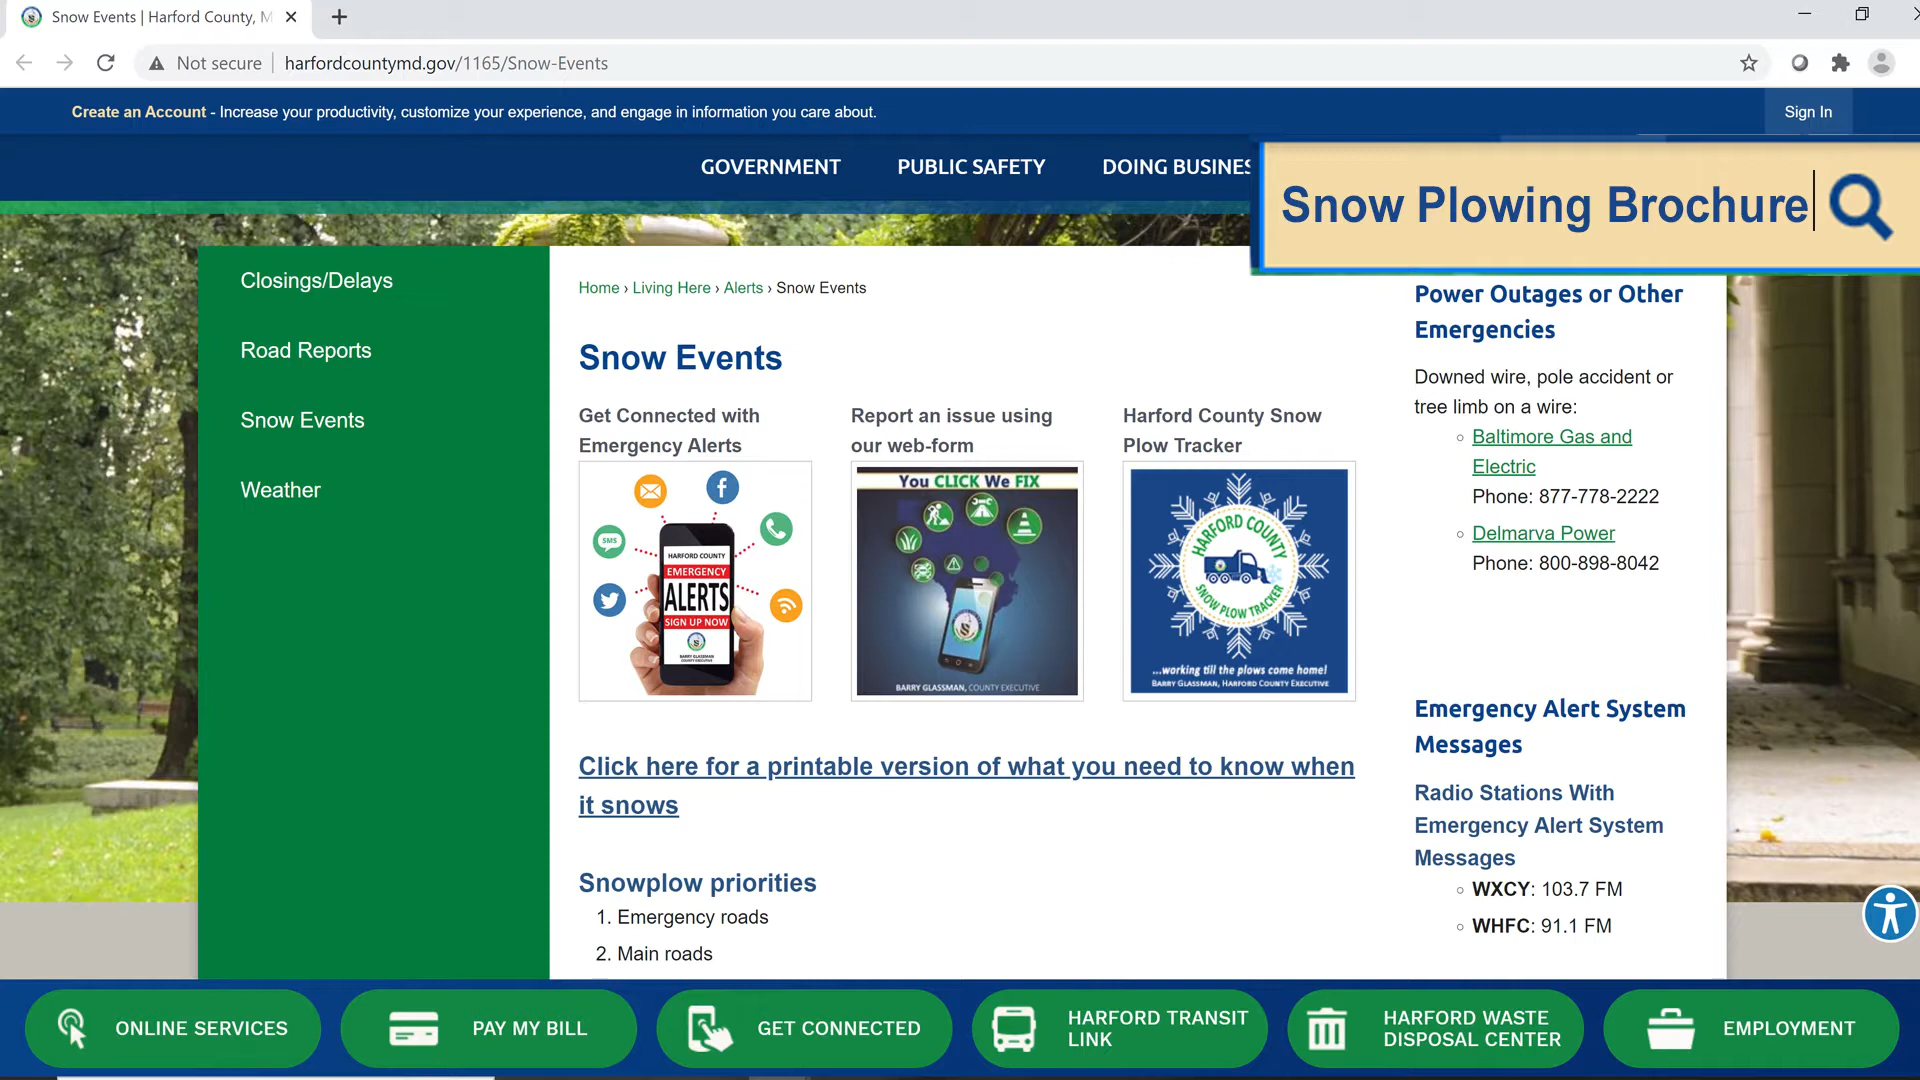 Snow Events | Harford County, M
Not secure
harfordcountymd.gov/1165/Snow-Events
Create an Account - Increase your productivity, customize your experience, and engage in information you care about.
Sign In
GOVERNMENT
PUBLIC SAFETY
DOING BUSINES
Snow Plowing Brochure
Closings/Delays
Road Reports
Snow Events
Weather
Home › Living Here › Alerts › Snow Events
Snow Events
Get Connected with
Emergency Alerts
SMS
HARFORD COUNTY
EMERGENCY
ALERTS
SIGN UP NOW
BARRY GLASSMAN
COUNTY EXECUTIVE
Report an issue using
our web-form
You CLICK We FIX
BARRY GLASSMAN, COUNTY EXECUTIVE
Harford County Snow
Plow Tracker
HARFORD COUNTY
SNOW PLOW TRACKER
...working till the plows come home!
BARRY GLASSMAN, HARFORD COUNTY EXECUTIVE
Click here for a printable version of what you need to know when
it snows
Snowplow priorities
1. Emergency roads
2. Main roads
Power Outages or Other
Emergencies
Downed wire, pole accident or
tree limb on a wire:
Baltimore Gas and
Electric
Phone: 877-778-2222
Delmarva Power
Phone: 800-898-8042
Emergency Alert System
Messages
Radio Stations With
Emergency Alert System
Messages
WXCY: 103.7 FM
WHFC: 91.1 FM
ONLINE SERVICES
PAY MY BILL
GET CONNECTED
HARFORD TRANSIT
LINK
HARFORD WASTE
DISPOSAL CENTER
EMPLOYMENT